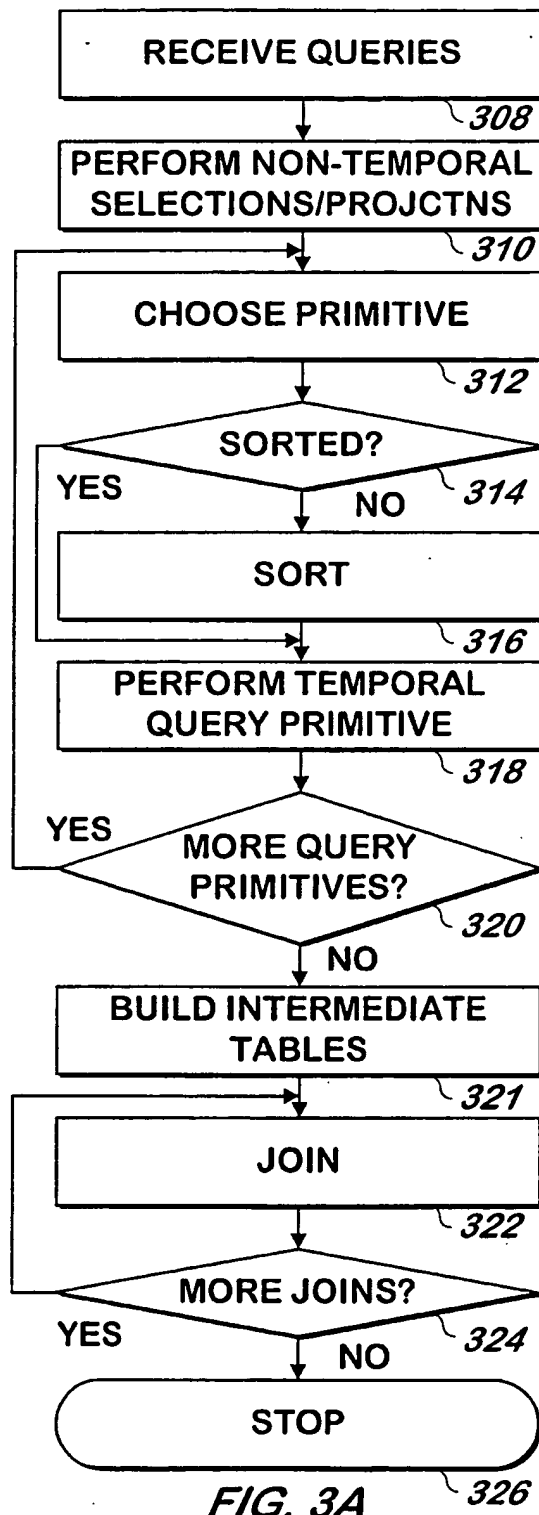 RECEIVE QUERIES
308
PERFORM NON-TEMPORAL
SELECTIONS/PROJCTNS
310
CHOOSE PRIMITIVE
312
SORTED?
314
YES
NO
SORT
316
PERFORM TEMPORAL
QUERY PRIMITIVE
318
YES
MORE QUERY
PRIMITIVES?
320
NO
BUILD INTERMEDIATE
TABLES
321
JOIN
322
MORE JOINS?
324
YES
NO
STOP
326
FIG. 3A